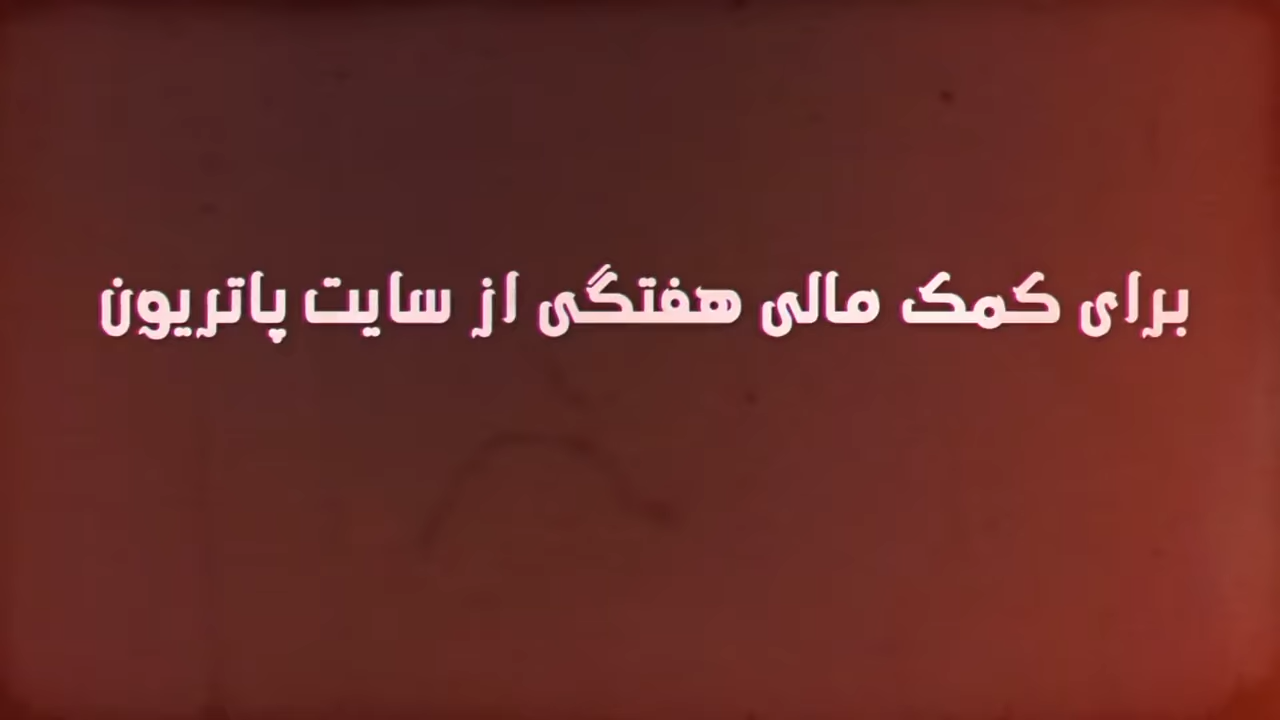 برای کمک مالی هفتگی از سایت پاتریون